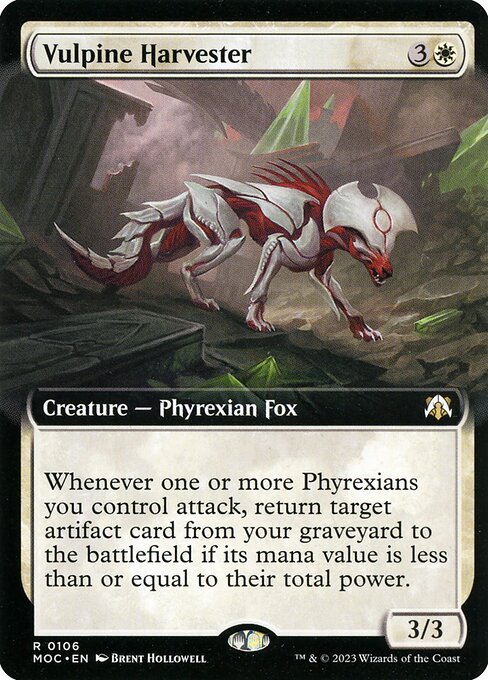 Vulpine Harvester 3
Creature — Phyrexian Fox
Whenever one or more Phyrexians
you control attack, return target
artifact card from your graveyard to
the battlefield if its mana value is less
than or equal to their total power.
3/3
R 0106
MOC • EN Brent Hollowell
™ & © 2023 Wizards of the Coast